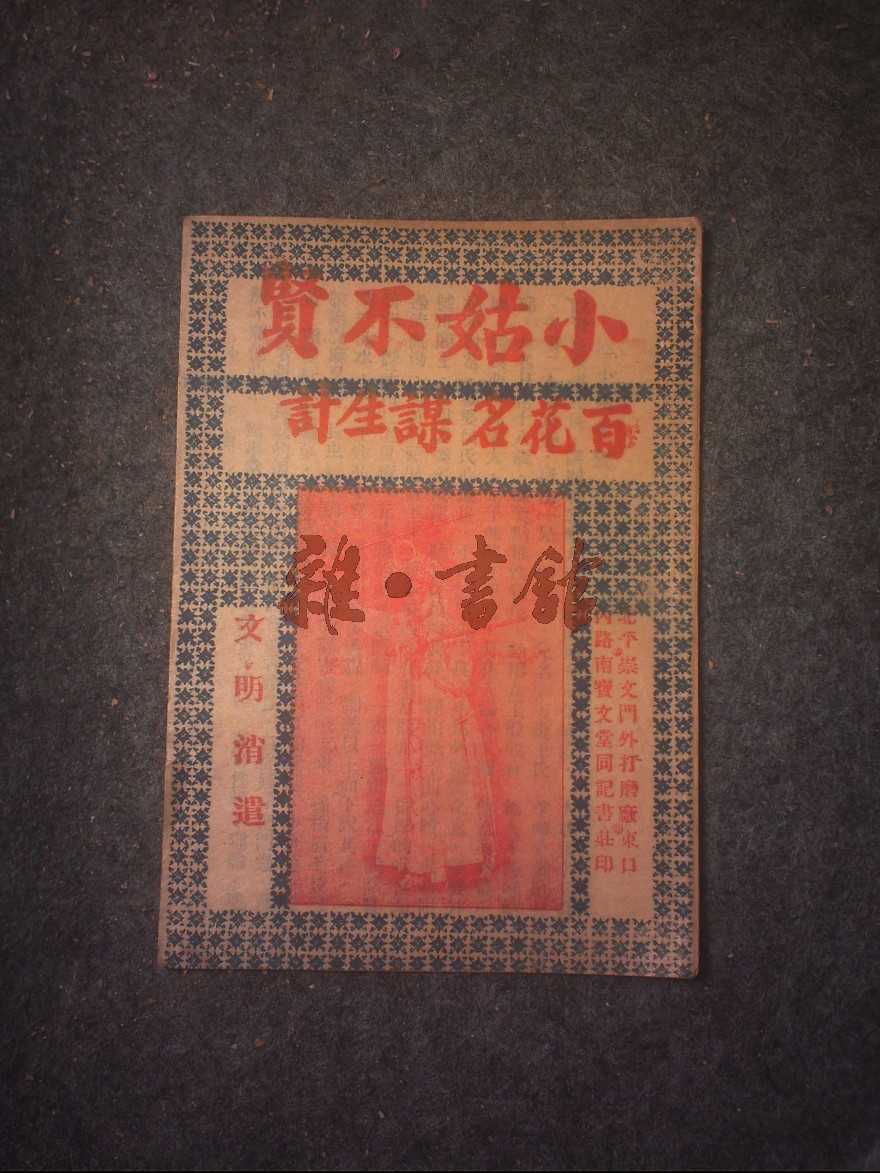 小姑不賢
百花名謀生計
雜·書館
北平崇文門外打磨廠東口
內路南寶文堂同記書莊印
文明消遣